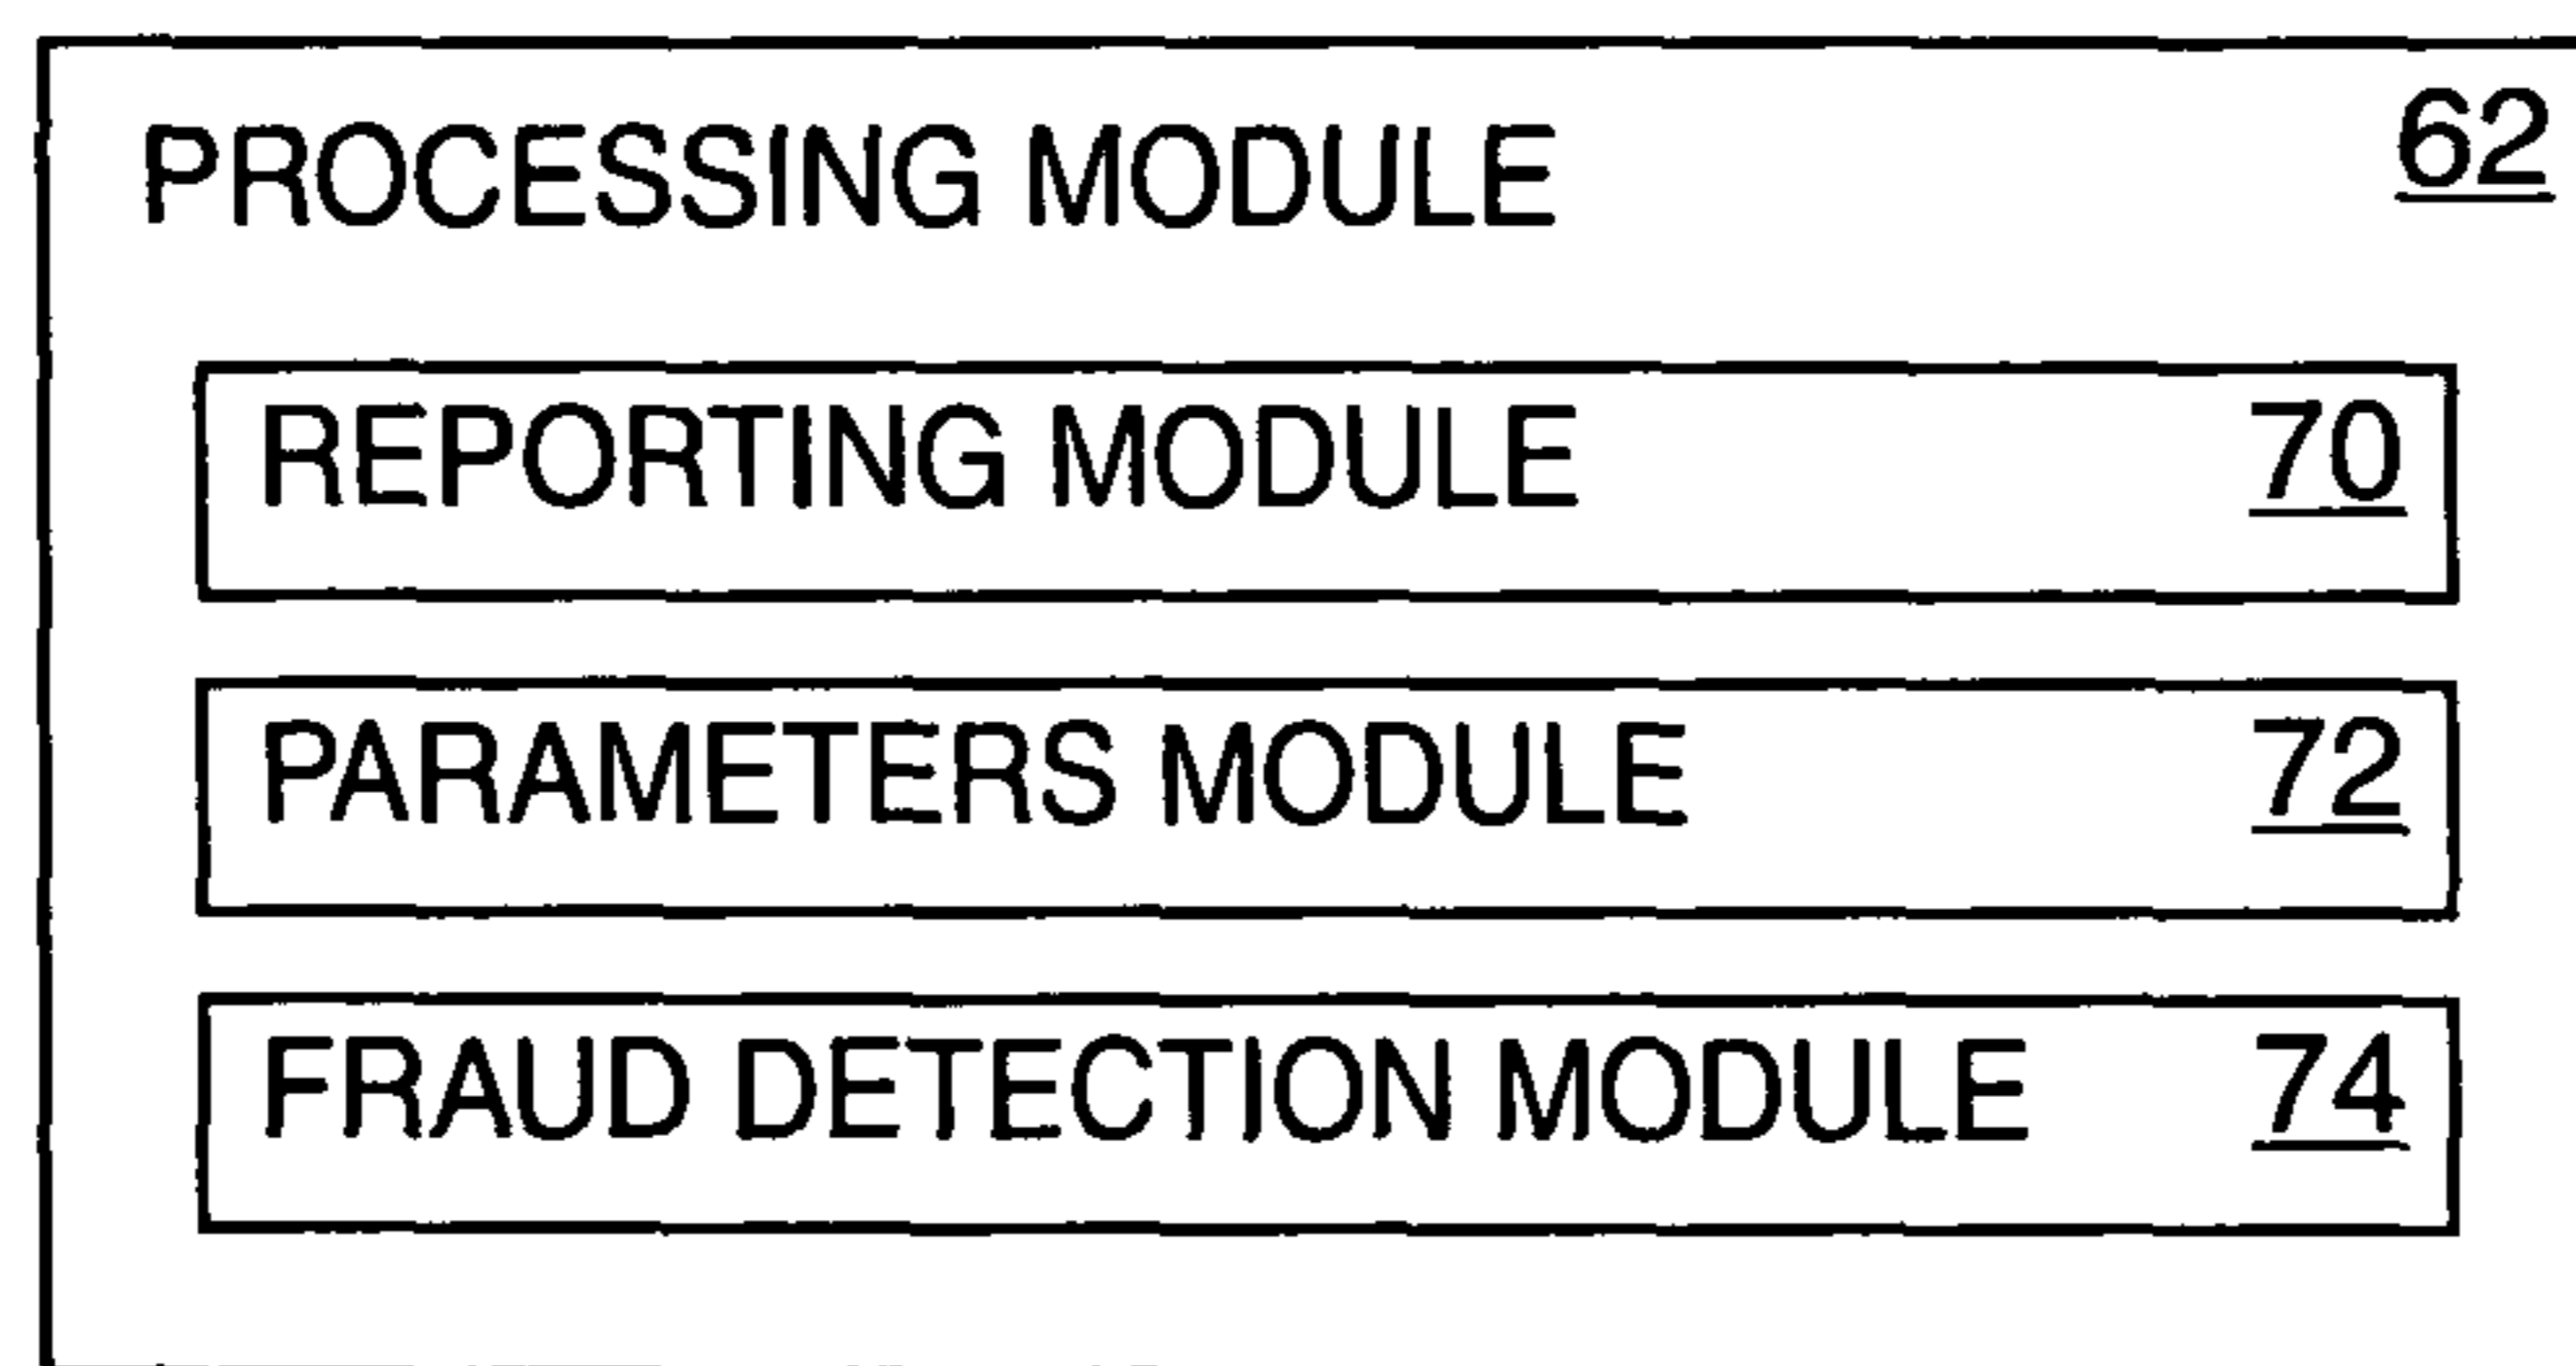 PROCESSING MODULE 62
REPORTING MODULE 70
PARAMETERS MODULE 72
FRAUD DETECTION MODULE 74